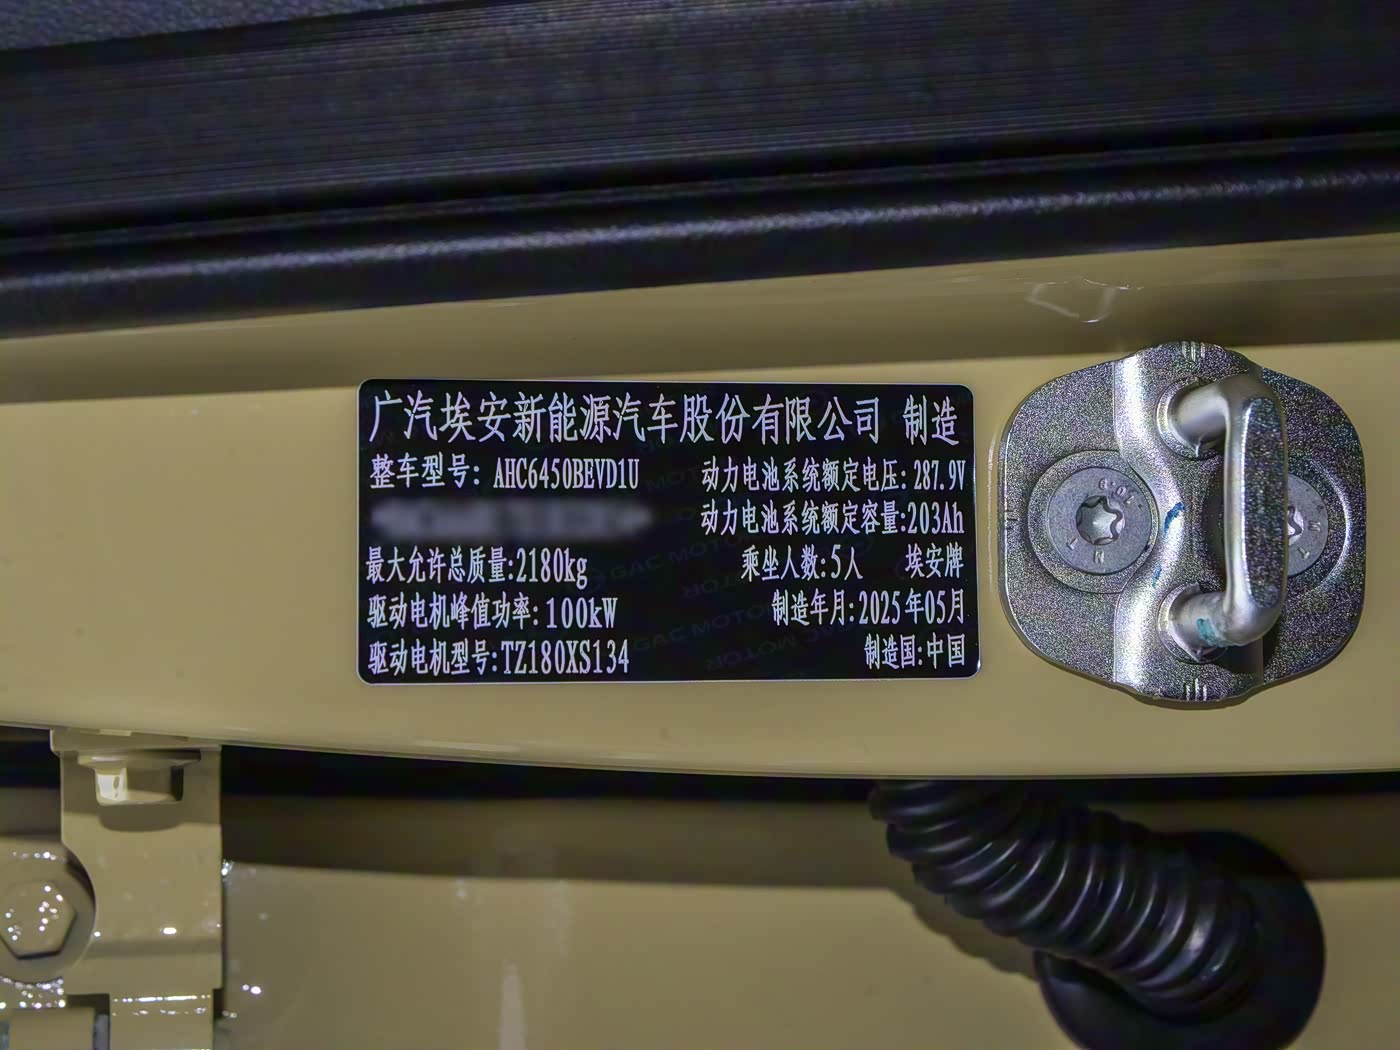 广汽埃安新能源汽车股份有限公司 制造
整车型号: AHC6450BEVD1U 动力电池系统额定电压: 287.9V
动力电池系统额定容量:203Ah
最大允许总质量:2180kg 乘坐人数:5人 埃安牌
驱动电机峰值功率: 100kW 制造年月:2025年05月
驱动电机型号:TZ180XS134 制造国:中国
GAC MOTOR
GAC MOTOR